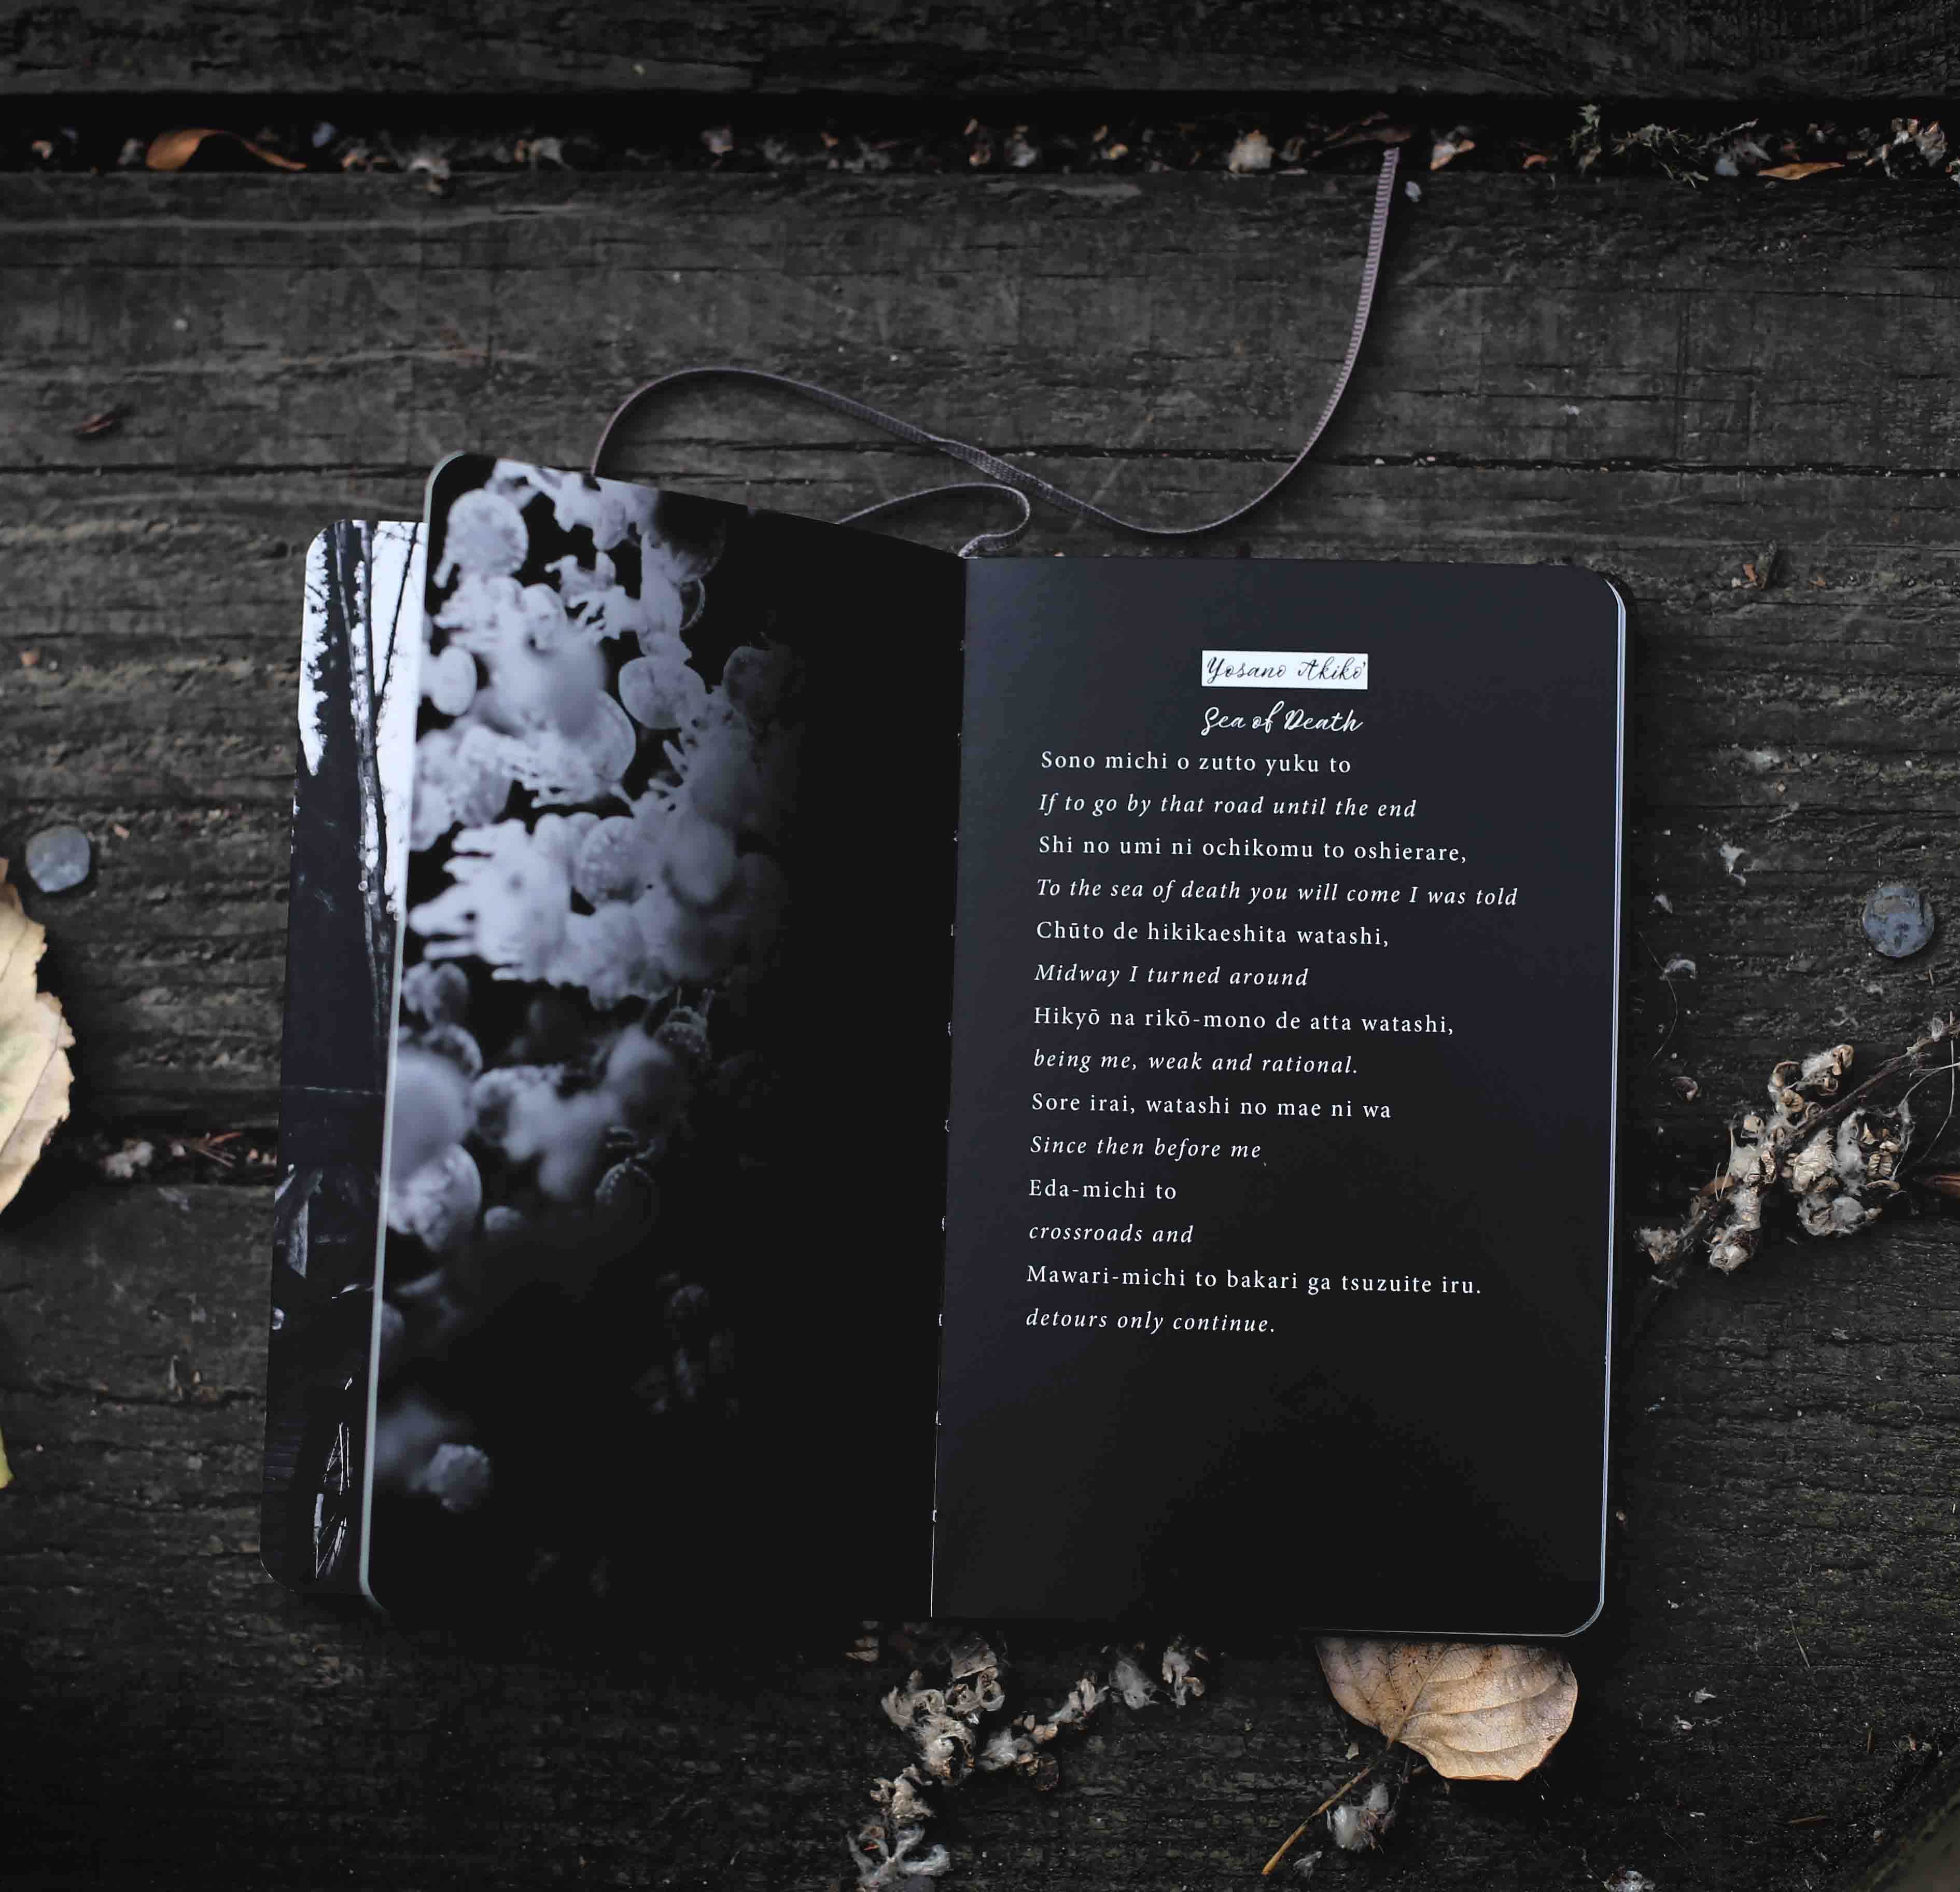 Yosano Akiko
Sea of Death
Sono michi o zutto yuku to
If to go by that road until the end
Shi no umi ni ochikomu to oshierare,
To the sea of death you will come I was told
Chūto de hikikaeshita watashi,
Midway I turned around
Hikyō na rikō-mono de atta watashi,
being me, weak and rational.
Sore irai, watashi no mae ni wa
Since then before me
Eda-michi to
crossroads and
Mawari-michi to bakari ga tsuzuite iru.
detours only continue.